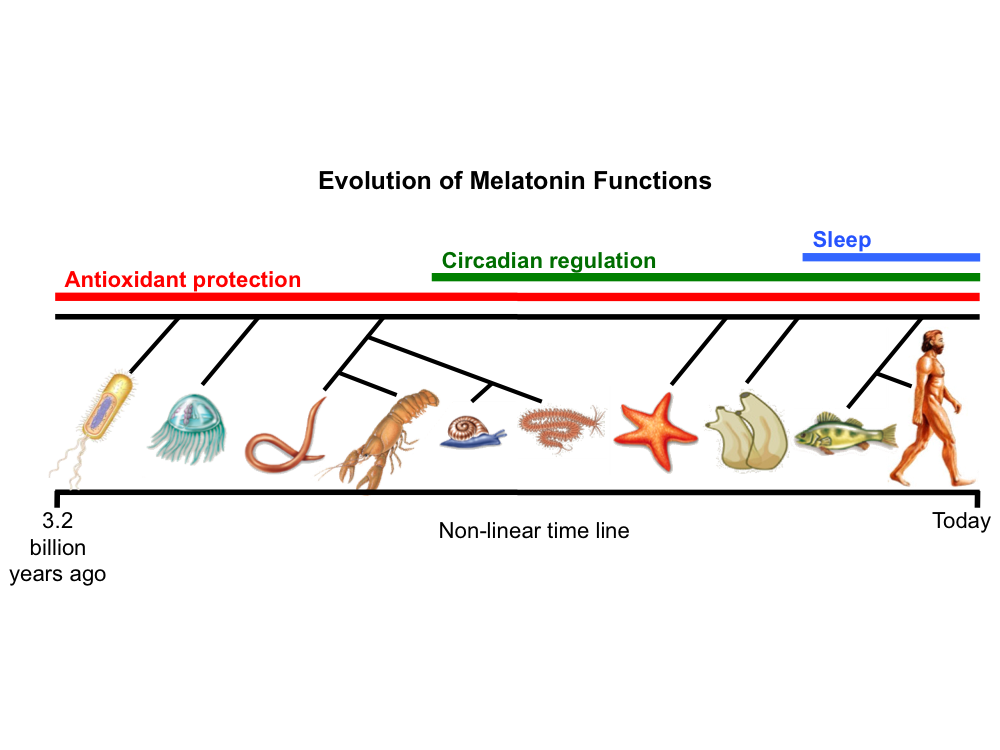 Evolution of Melatonin Functions
Sleep
Circadian regulation
Antioxidant protection
3.2
billion
years ago
Non-linear time line
Today